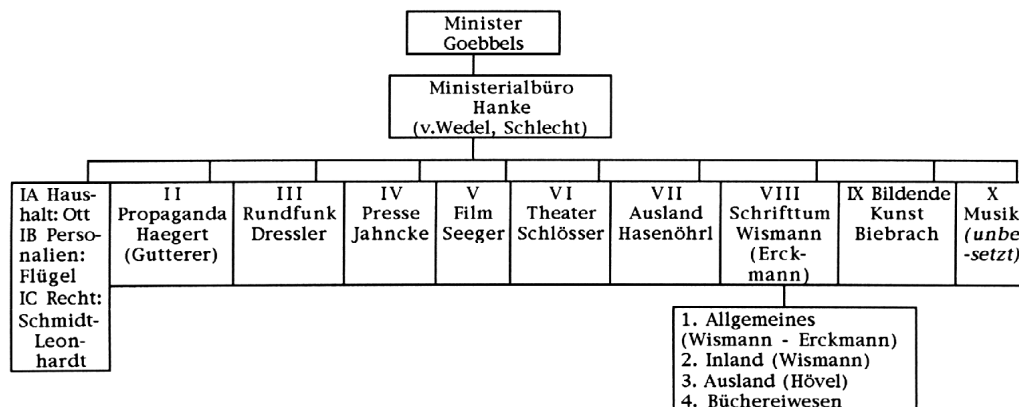 Minister
Goebbels
Ministerialbüro
Hanke
(v.Wedel, Schlecht)
IA Haus-
halt: Ott
IB Perso-
nalien:
Flügel
IC Recht:
Schmidt-
Leon-
hardt
II
Propaganda
Haegert
(Gutterer)
III
Rundfunk
Dressler
IV
Presse
Jahncke
V
Film
Seeger
VI
Theater
Schlösser
VII
Ausland
Hasenöhrl
VIII
Schrifttum
Wismann
(Erck-
mann)
IX Bildende
Kunst
Biebrach
X
Musik
(unbe
-setzt)
1. Allgemeines
(Wismann - Erckmann)
2. Inland (Wismann)
3. Ausland (Hövel)
4. Büchereiwesen